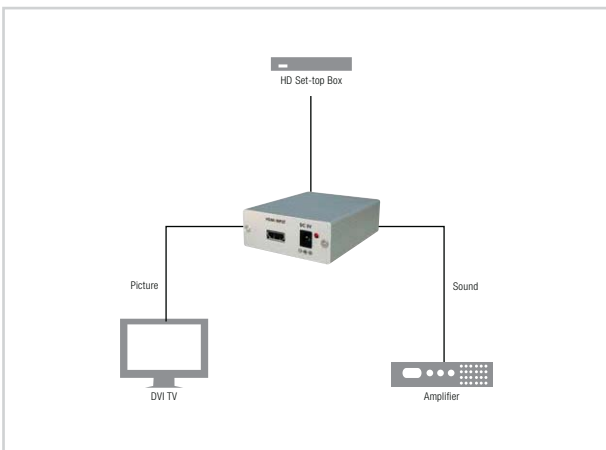 HD Set-top Box
HDMI INPUT
DC 5V
Picture
Sound
DVI TV
Amplifier